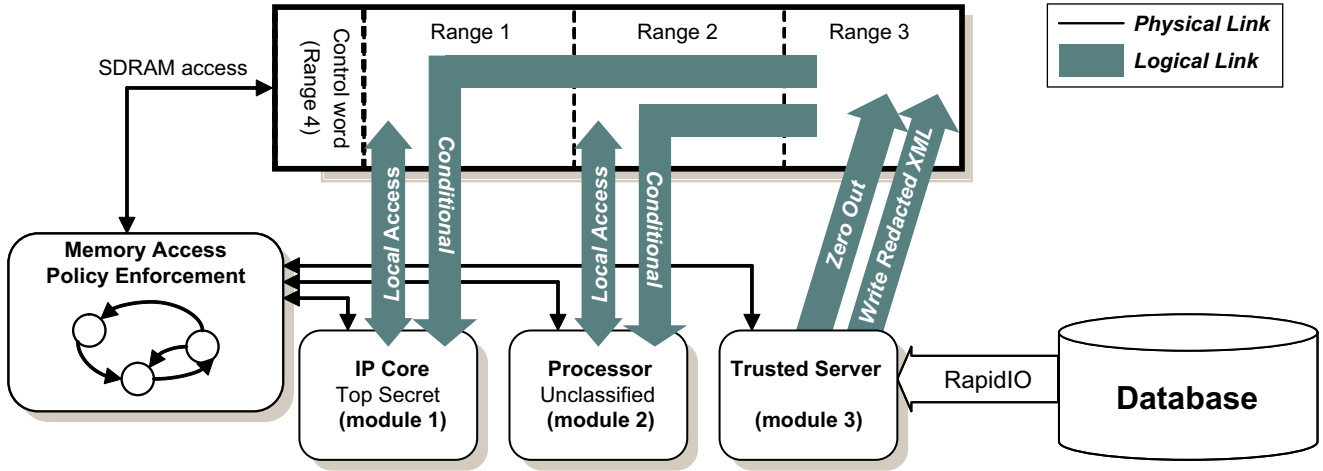 Range 1
Range 2
Range 3
Control word
(Range 4)
Physical Link
Logical Link
SDRAM access
Local Access
Conditional
Local Access
Conditional
Zero Out
Write Redacted XML
Memory Access
Policy Enforcement
IP Core
Top Secret
(module 1)
Processor
Unclassified
(module 2)
Trusted Server
(module 3)
RapidIO
Database